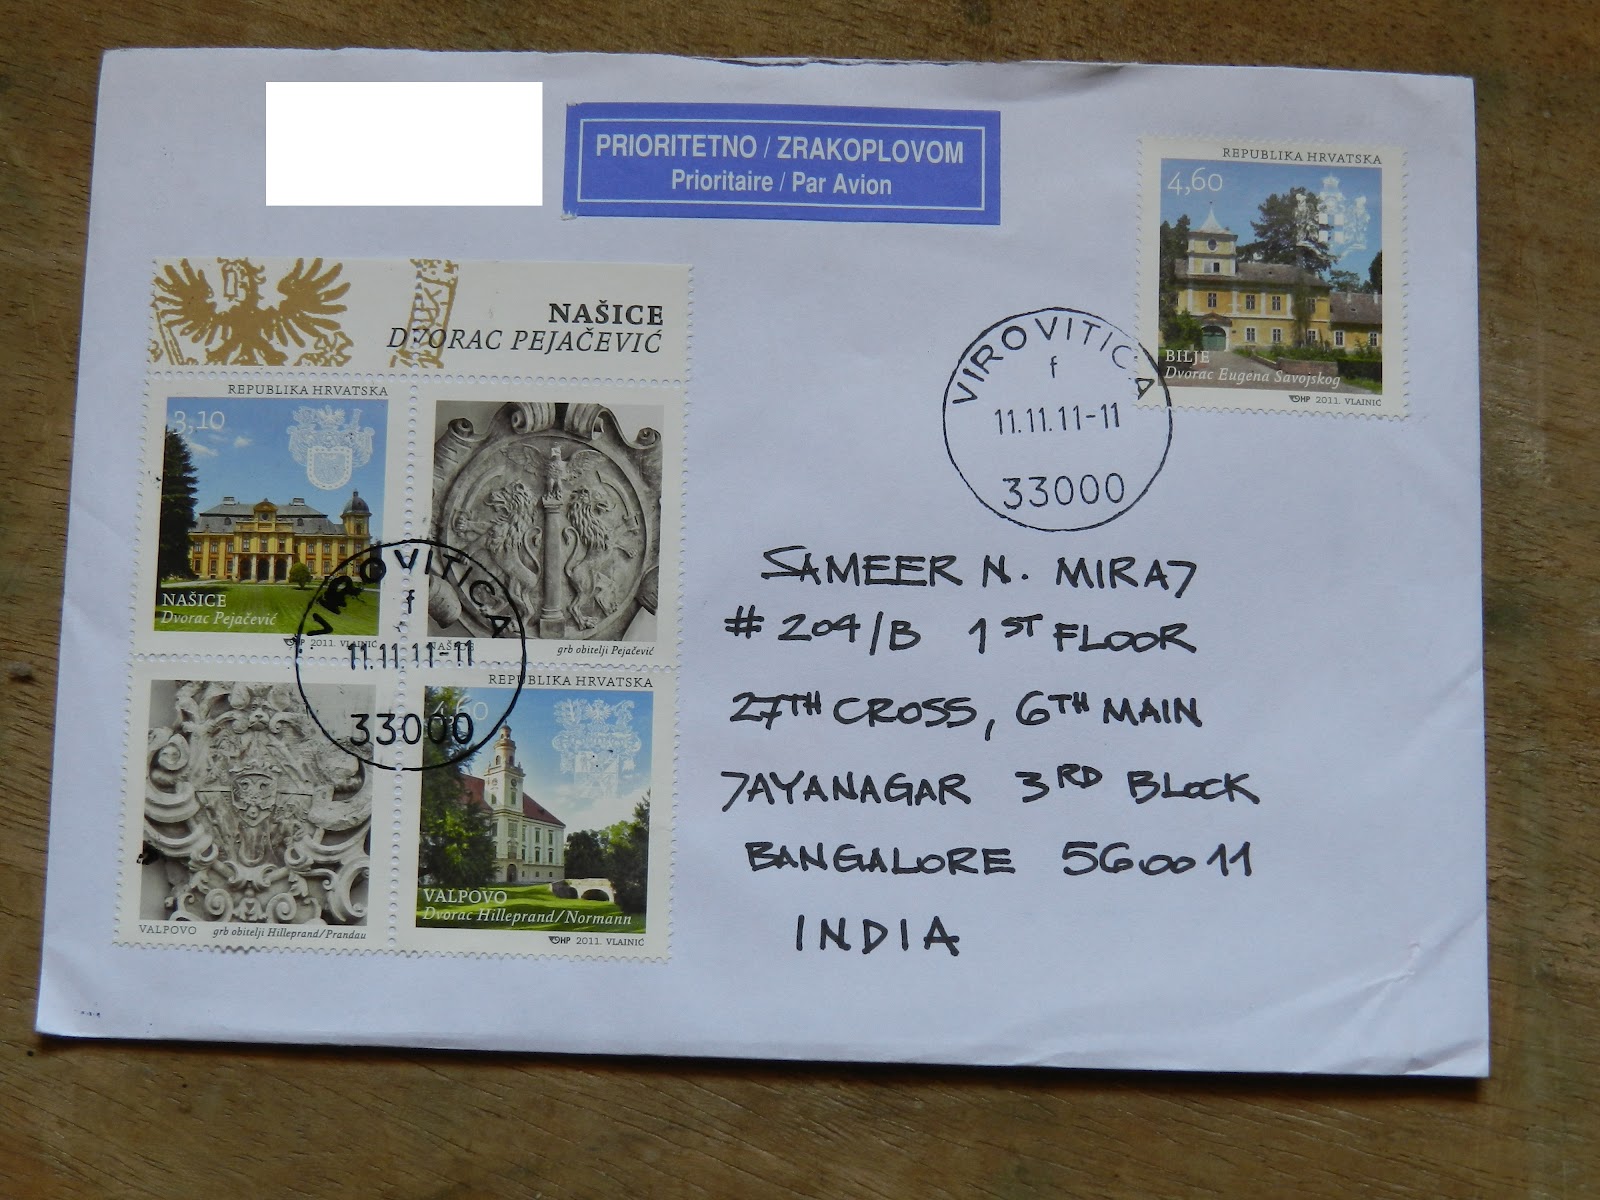 PRIORITETNO / ZRAKOPLOVOM
Prioritaire / Par Avion
REPUBLIKA HRVATSKA
4,60
BILJE
Dvorac Eugena Savojskog
HP 2011. VLAINIĆ
VIROVITICA
f
11.11.11-11
33000
NAŠICE
DVORAC PEJAČEVIĆ
REPUBLIKA HRVATSKA
3,10
NAŠICE
Dvorac Pejačević
HP 2011. VLAINIĆ
NAŠICE
grb obitelji Pejačević
VIROVITICA
f
11.11.11-11
33000
VALPOVO
grb obitelji Hilleprand/Prandau
REPUBLIKA HRVATSKA
4,60
VALPOVO
Dvorac Hilleprand/Normann
HP 2011. VLAINIĆ
SAMEER N. MIRAJ
# 204/B 1ST FLOOR
27TH CROSS, 6TH MAIN
JAYANAGAR 3RD BLOCK
BANGALORE 560011
INDIA